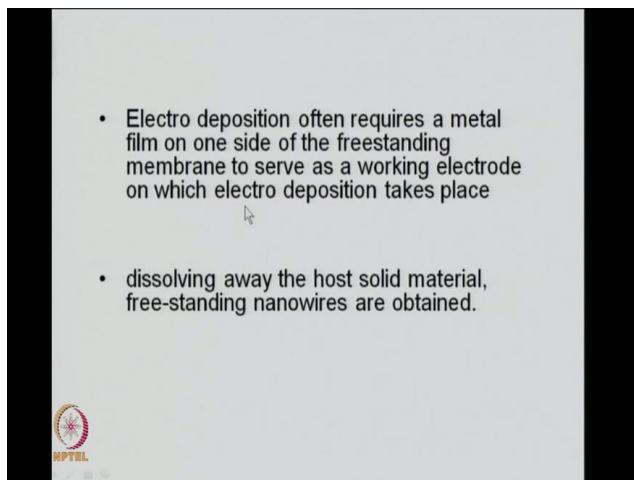 • Electro deposition often requires a metal
film on one side of the freestanding
membrane to serve as a working electrode
on which electro deposition takes place
• dissolving away the host solid material,
free-standing nanowires are obtained.
NPTEL